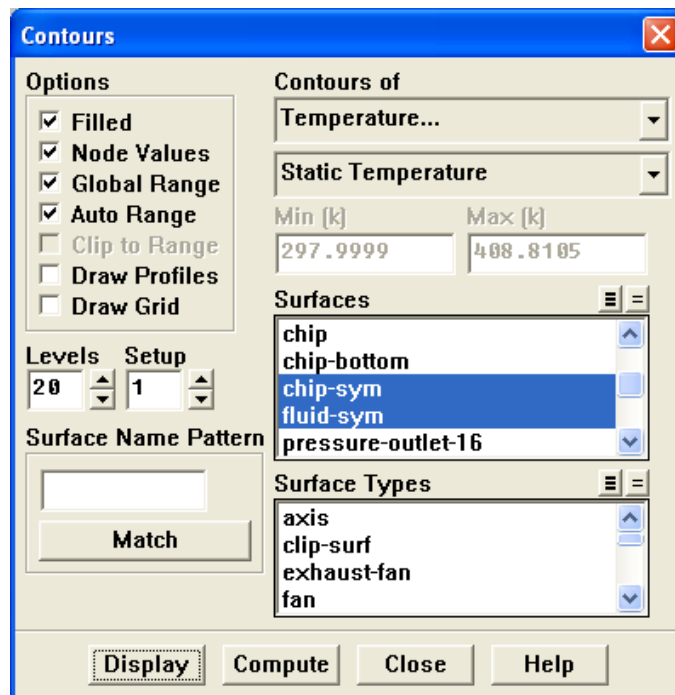 Contours
Options
Filled
Node Values
Global Range
Auto Range
Clip to Range
Draw Profiles
Draw Grid
Levels Setup
20 1
Surface Name Pattern
Match
Contours of
Temperature...
Static Temperature
Min (k) Max (k)
297.9999 408.8105
Surfaces
chip
chip-bottom
chip-sym
fluid-sym
pressure-outlet-16
Surface Types
axis
clip-surf
exhaust-fan
fan
Display Compute Close Help